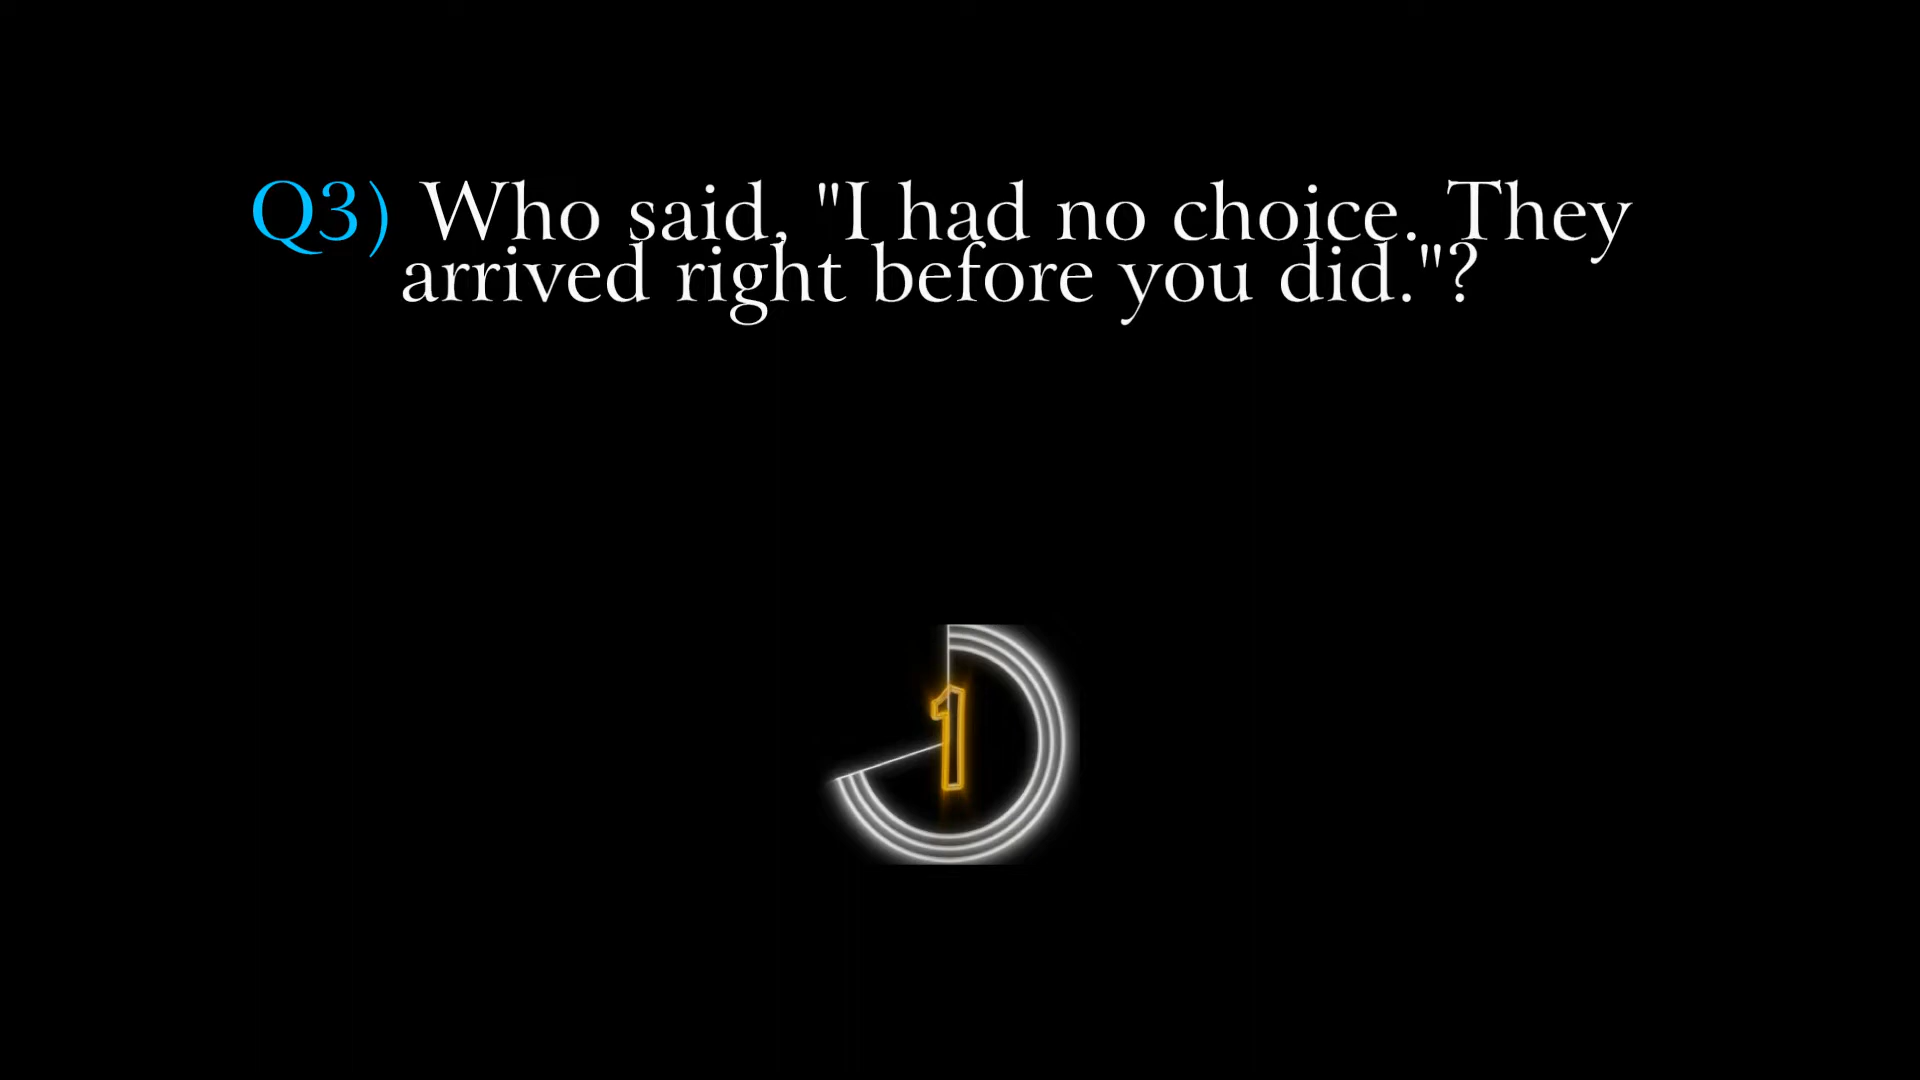 Q3) Who said, "I had no choice. They
arrived right before you did."?
1